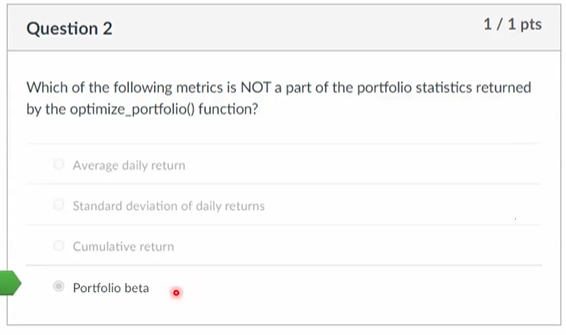 Question 2
1 / 1 pts
Which of the following metrics is NOT a part of the portfolio statistics returned
by the optimize_portfolio() function?
Average daily return
Standard deviation of daily returns
Cumulative return
Portfolio beta